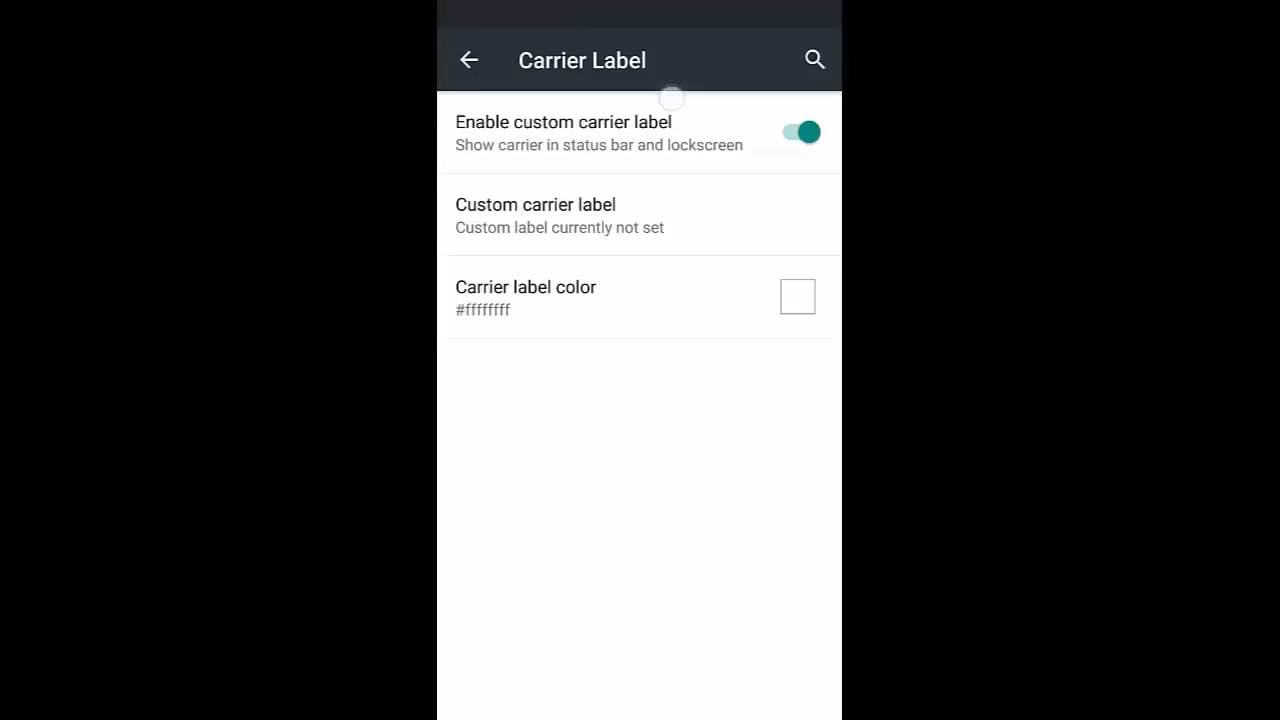 Carrier Label
Enable custom carrier label
Show carrier in status bar and lockscreen
Custom carrier label
Custom label currently not set
Carrier label color
#ffffffff